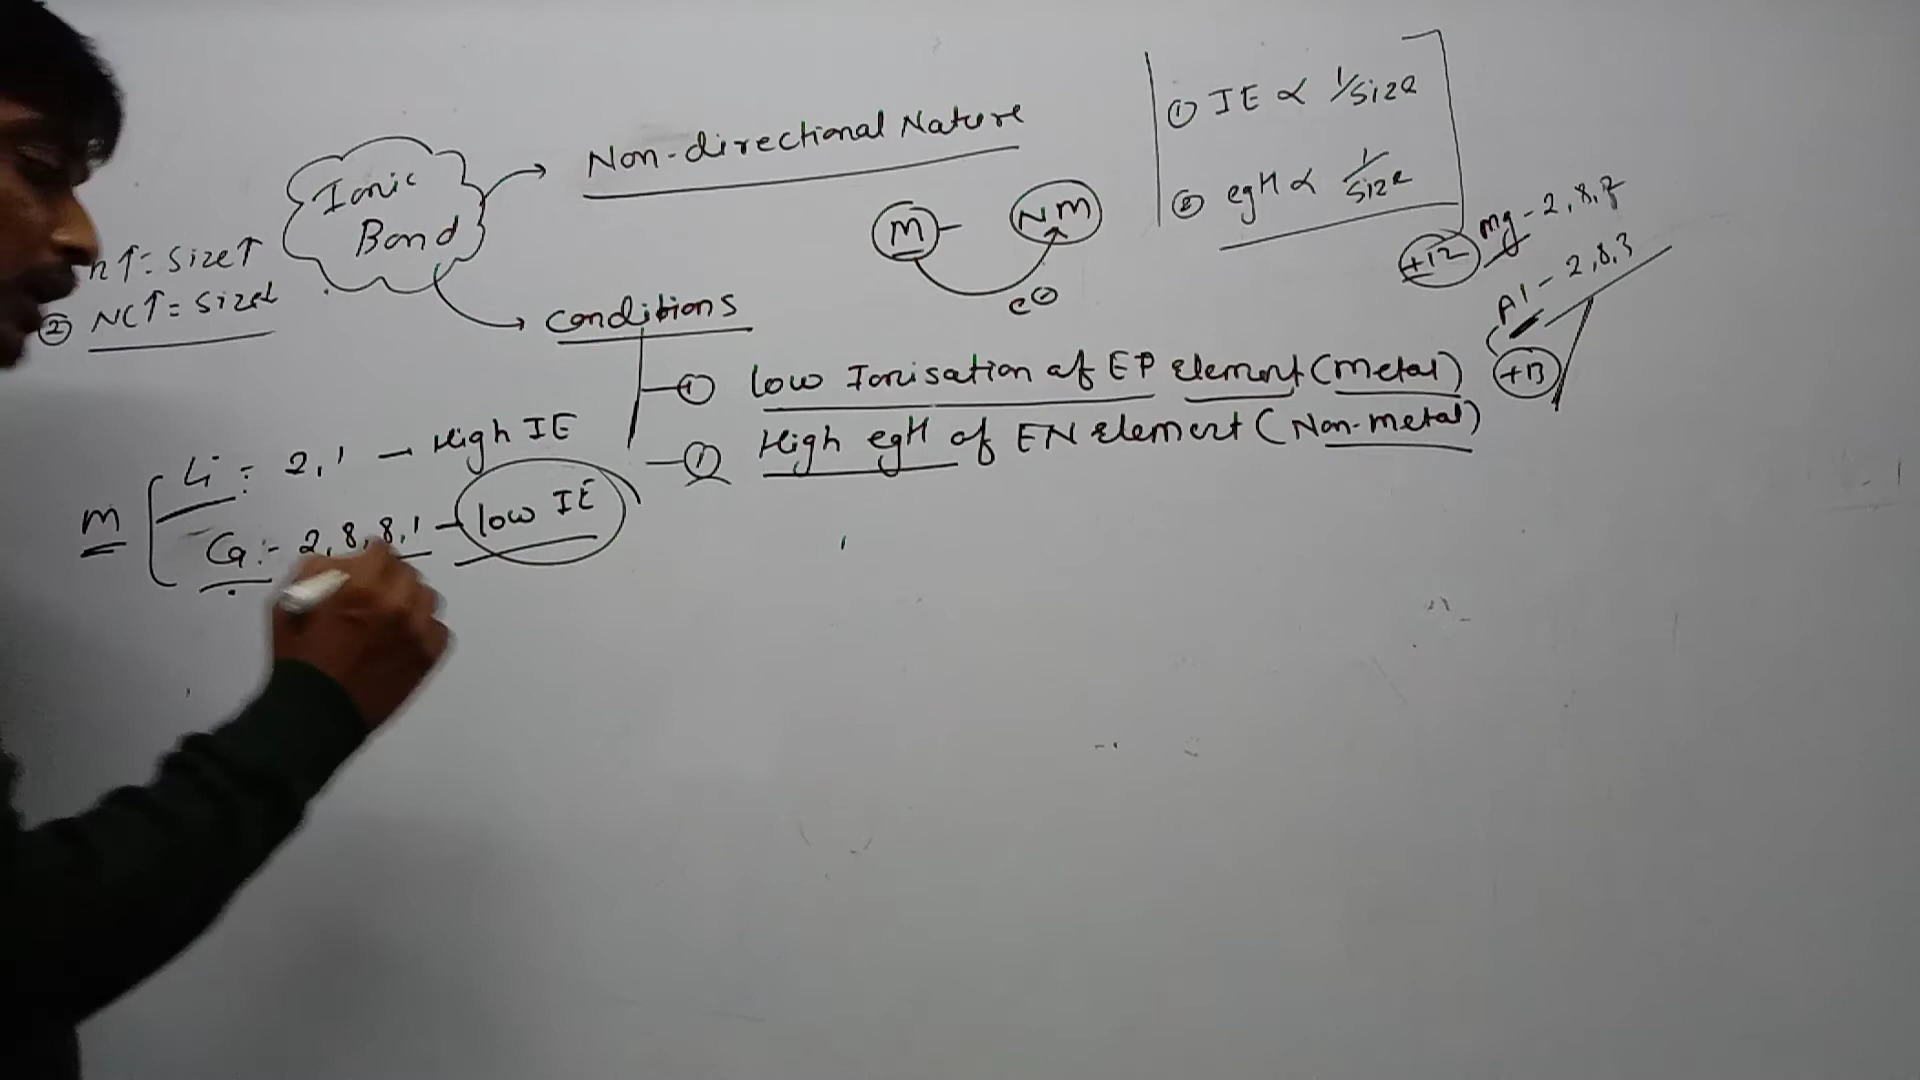 Ionic Bond
Non-directional Nature
① IE ∝ 1/size
② egH ∝ 1/size
M NM
e⊖
n↑= Size↑
② NC↑= Size↓
conditions
① low Ionisation of EP element (metal)
② High egH of EN element (Non-metal)
+12 mg - 2,8,2
Al - 2,8,3
+13
m
Li :- 2,1 - High IE
Ca :- 2,8,8,1 - low IE